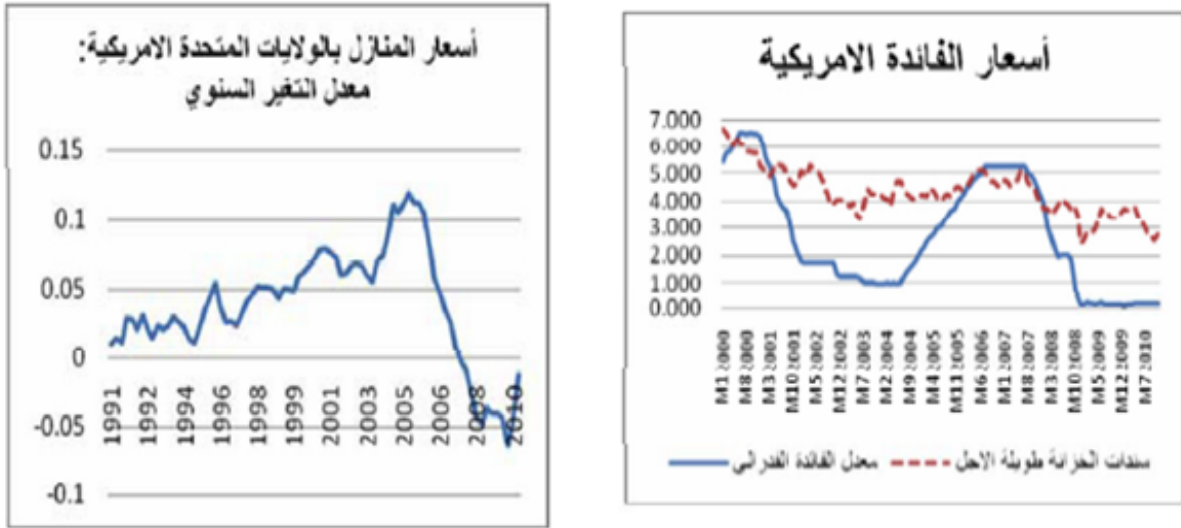 أسعار المنازل بالولايات المتحدة الامريكية:
معدل التغير السنوي
0.15
0.1
0.05
0
-0.05
-0.1
1991
1992
1994
1996
1998
1999
2001
2003
2005
2006
2008
2010
أسعار الفائدة الامريكية
7.000
6.000
5.000
4.000
3.000
2.000
1.000
0.000
M1 2000
M8 2000
M3 2001
M10 2001
M5 2002
M12 2002
M7 2003
M2 2004
M9 2004
M4 2005
M11 2005
M6 2006
M1 2007
M8 2007
M3 2008
M10 2008
M5 2009
M12 2009
M7 2010
معدل الفائدة الفدرالي
سندات الخزانة طويلة الاجل